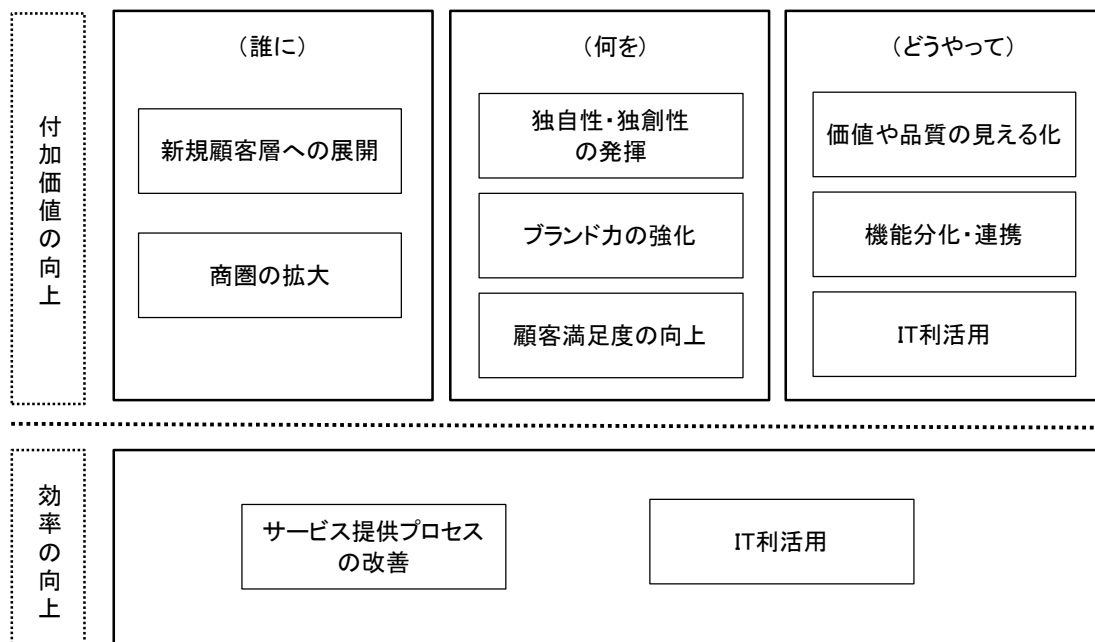 付加価値の向上
（誰に）
新規顧客層への展開
商圏の拡大
（何を）
独自性・独創性
の発揮
ブランド力の強化
顧客満足度の向上
（どうやって）
価値や品質の見える化
機能分化・連携
IT利活用
効率の向上
サービス提供プロセス
の改善
IT利活用